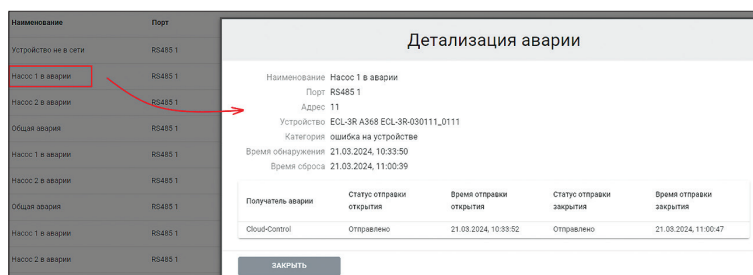 Наименование Порт
Устройство не в сети RS485 1
Насос 1 в аварии RS485 1
Насос 2 в аварии RS485 1
Общая авария RS485 1
Насос 1 в аварии RS485 1
Насос 2 в аварии RS485 1
Общая авария RS485 1
Насос 1 в аварии RS485 1
Насос 2 в аварии RS485 1
Детализация аварии
Наименование Насос 1 в аварии
Порт RS485 1
Адрес 11
Устройство ECL-3R A368 ECL-3R-030111_0111
Категория ошибка на устройстве
Время обнаружения 21.03.2024, 10:33:50
Время сброса 21.03.2024, 11:00:39
Получатель аварии Статус отправки открытия Время отправки открытия Статус отправки закрытия Время отправки закрытия
Cloud-Control Отправлено 21.03.2024, 10:33:52 Отправлено 21.03.2024, 11:00:47
ЗАКРЫТЬ